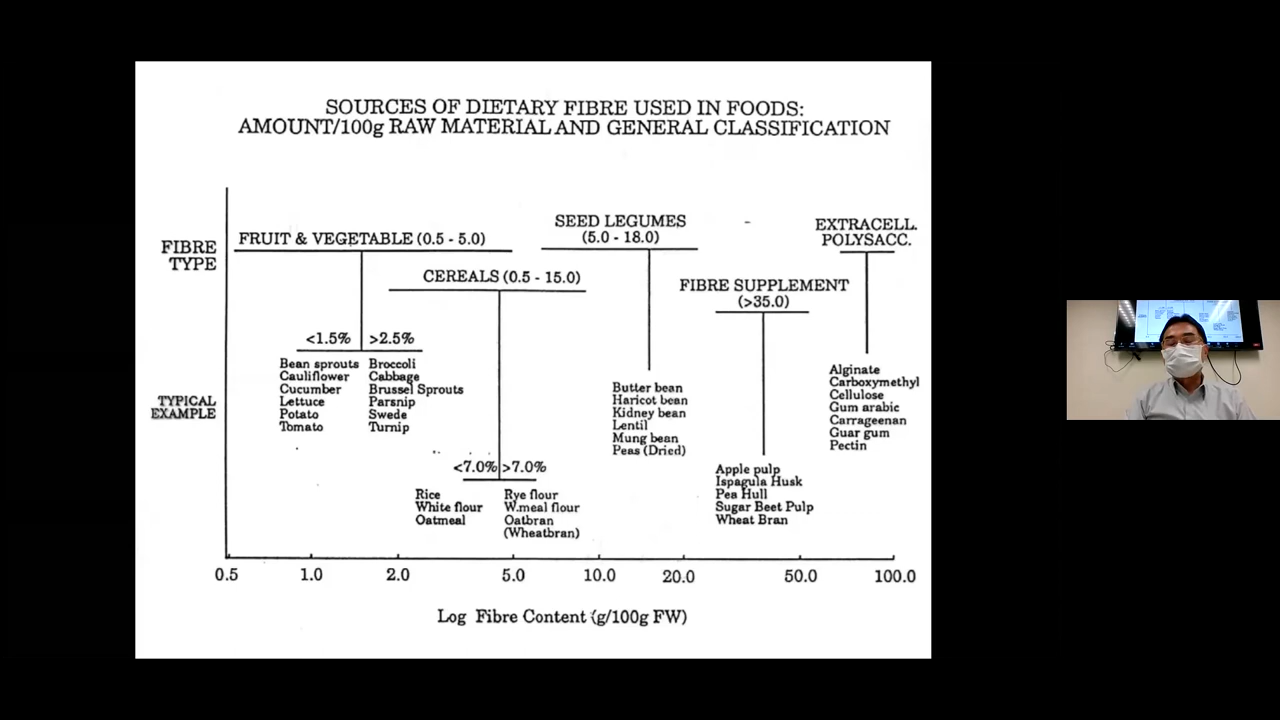 SOURCES OF DIETARY FIBRE USED IN FOODS:
AMOUNT/100g RAW MATERIAL AND GENERAL CLASSIFICATION
FIBRE
TYPE
FRUIT & VEGETABLE (0.5 - 5.0)
<1.5% >2.5%
Bean sprouts
Cauliflower
Cucumber
Lettuce
Potato
Tomato
Broccoli
Cabbage
Brussel Sprouts
Parsnip
Swede
Turnip
CEREALS (0.5 - 15.0)
<7.0% >7.0%
Rice
White flour
Oatmeal
Rye flour
W.meal flour
Oatbran
(Wheatbran)
SEED LEGUMES
(5.0 - 18.0)
Butter bean
Haricot bean
Kidney bean
Lentil
Mung bean
Peas (Dried)
FIBRE SUPPLEMENT
(>35.0)
Apple pulp
Ispagula Husk
Pea Hull
Sugar Beet Pulp
Wheat Bran
EXTRACELL.
POLYSACC.
Alginate
Carboxymethyl
Cellulose
Gum arabic
Carrageenan
Guar gum
Pectin
TYPICAL
EXAMPLE
0.5 1.0 2.0 5.0 10.0 20.0 50.0 100.0
Log Fibre Content (g/100g FW)